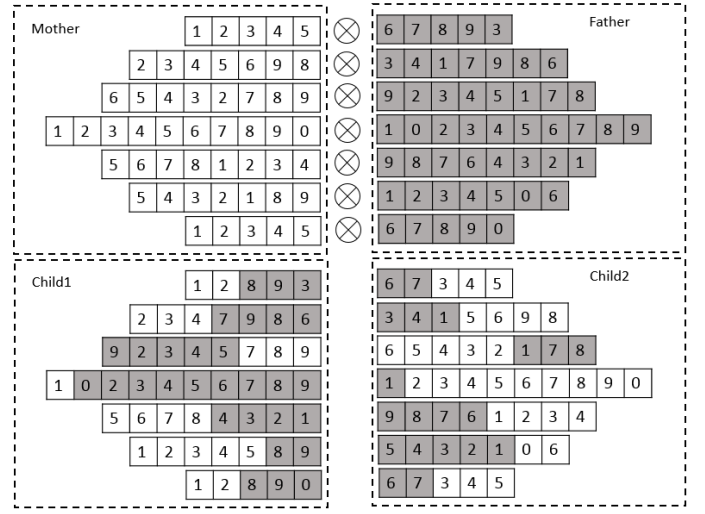 Mother Father
1 2 3 4 5 6 7 8 9 3
2 3 4 5 6 9 8 3 4 1 7 9 8 6
6 5 4 3 2 7 8 9 9 2 3 4 5 1 7 8
1 2 3 4 5 6 7 8 9 0 1 0 2 3 4 5 6 7 8 9
5 6 7 8 1 2 3 4 9 8 7 6 4 3 2 1
5 4 3 2 1 8 9 1 2 3 4 5 0 6
1 2 3 4 5 6 7 8 9 0
Child1 Child2
1 2 8 9 3 6 7 3 4 5
2 3 4 7 9 8 6 3 4 1 5 6 9 8
9 2 3 4 5 7 8 9 6 5 4 3 2 1 7 8
1 0 2 3 4 5 6 7 8 9 1 2 3 4 5 6 7 8 9 0
5 6 7 8 4 3 2 1 9 8 7 6 1 2 3 4
1 2 3 4 5 8 9 5 4 3 2 1 0 6
1 2 8 9 0 6 7 3 4 5